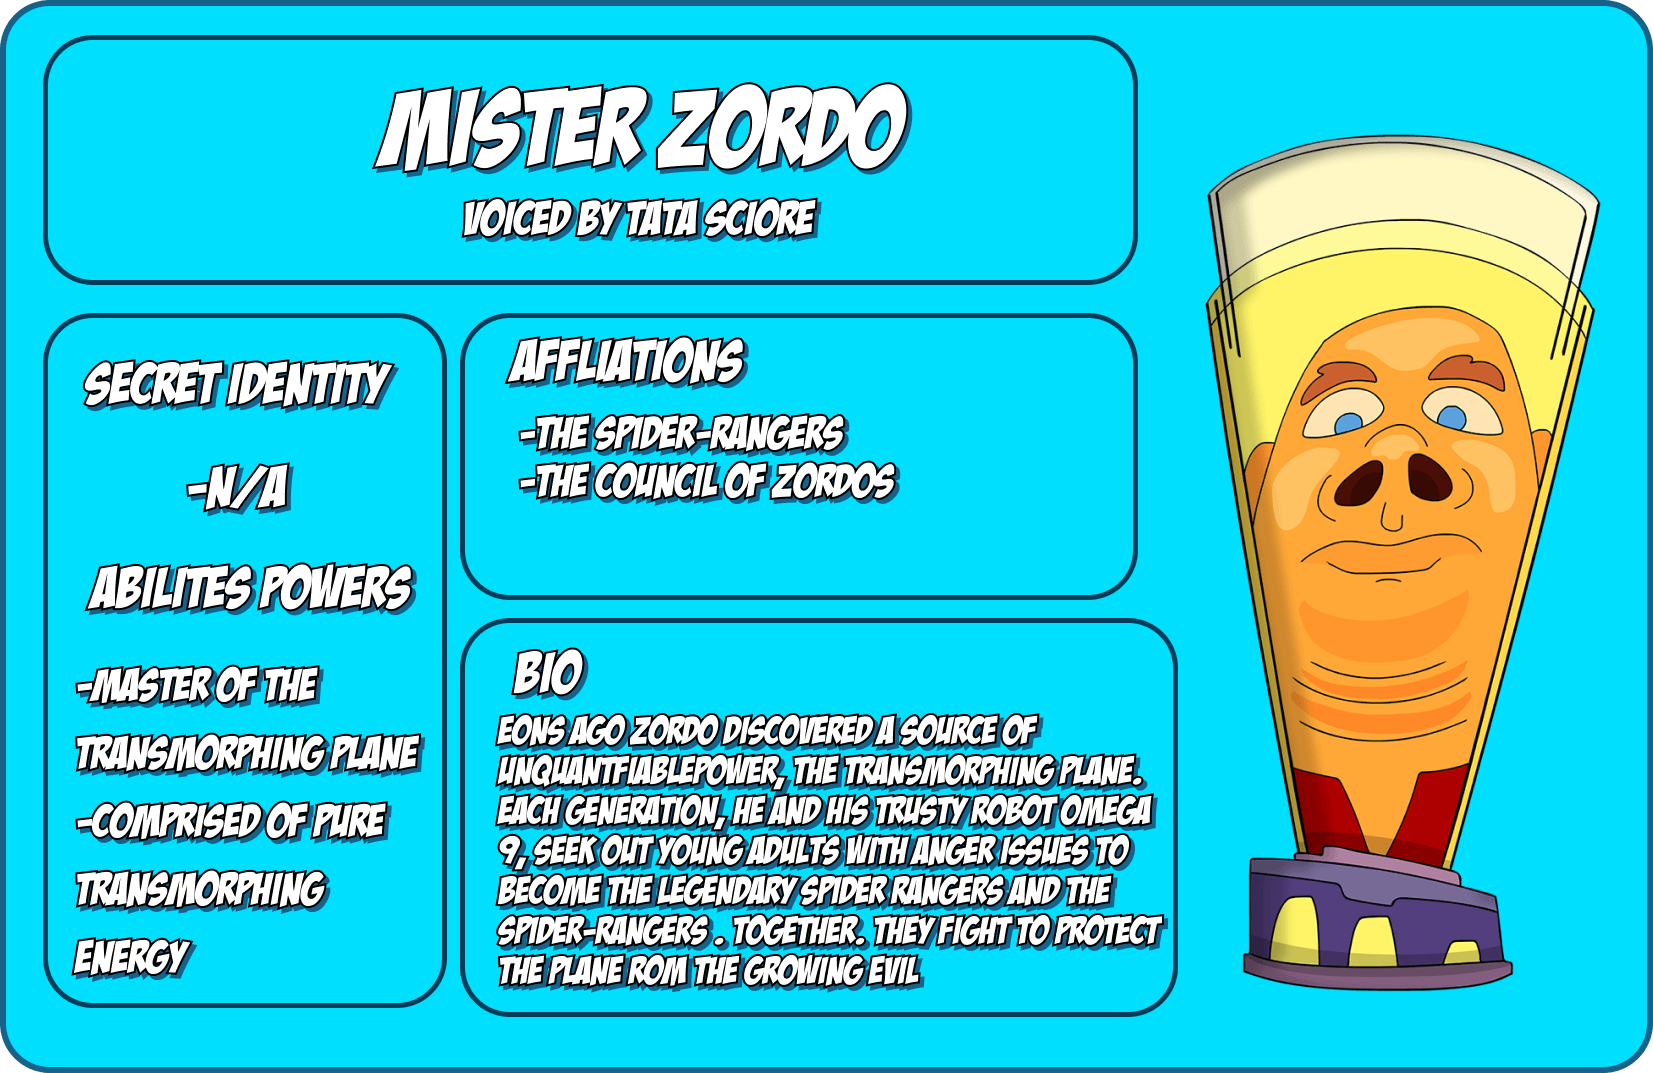 MISTER ZORDO
VOICED BY TATA SCIORE
SECRET IDENTITY
-N/A
ABILITES POWERS
-MASTER OF THE
TRANSMORPHING PLANE
-COMPRISED OF PURE
TRANSMORPHING
ENERGY
AFFLIATIONS
-THE SPIDER-RANGERS
-THE COUNCIL OF ZORDOS
BIO
EONS AGO ZORDO DISCOVERED A SOURCE OF
UNQUANTFIABLEPOWER, THE TRANSMORPHING PLANE.
EACH GENERATION, HE AND HIS TRUSTY ROBOT OMEGA
9, SEEK OUT YOUNG ADULTS WITH ANGER ISSUES TO
BECOME THE LEGENDARY SPIDER RANGERS AND THE
SPIDER-RANGERS . TOGETHER. THEY FIGHT TO PROTECT
THE PLANE ROM THE GROWING EVIL